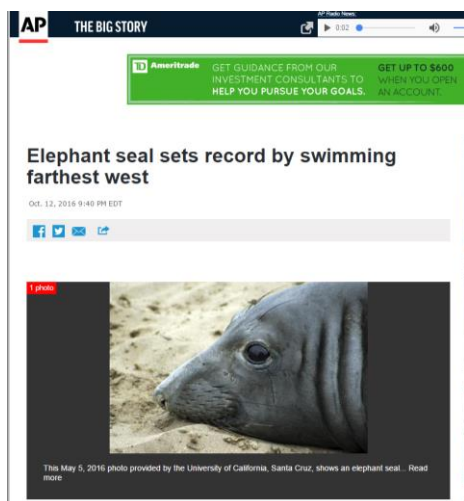 AP THE BIG STORY
AP Radio News:
0:02
TD Ameritrade
GET GUIDANCE FROM OUR
INVESTMENT CONSULTANTS TO
HELP YOU PURSUE YOUR GOALS.
GET UP TO $600
WHEN YOU OPEN
AN ACCOUNT.
Elephant seal sets record by swimming
farthest west
Oct. 12, 2016 9:40 PM EDT
1 photo
This May 5, 2016 photo provided by the University of California, Santa Cruz, shows an elephant seal... Read
more